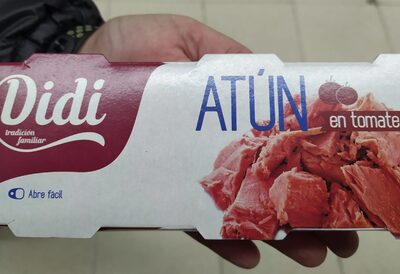 Didi
tradición
familiar
ATÚN
en tomate
Abre fácil